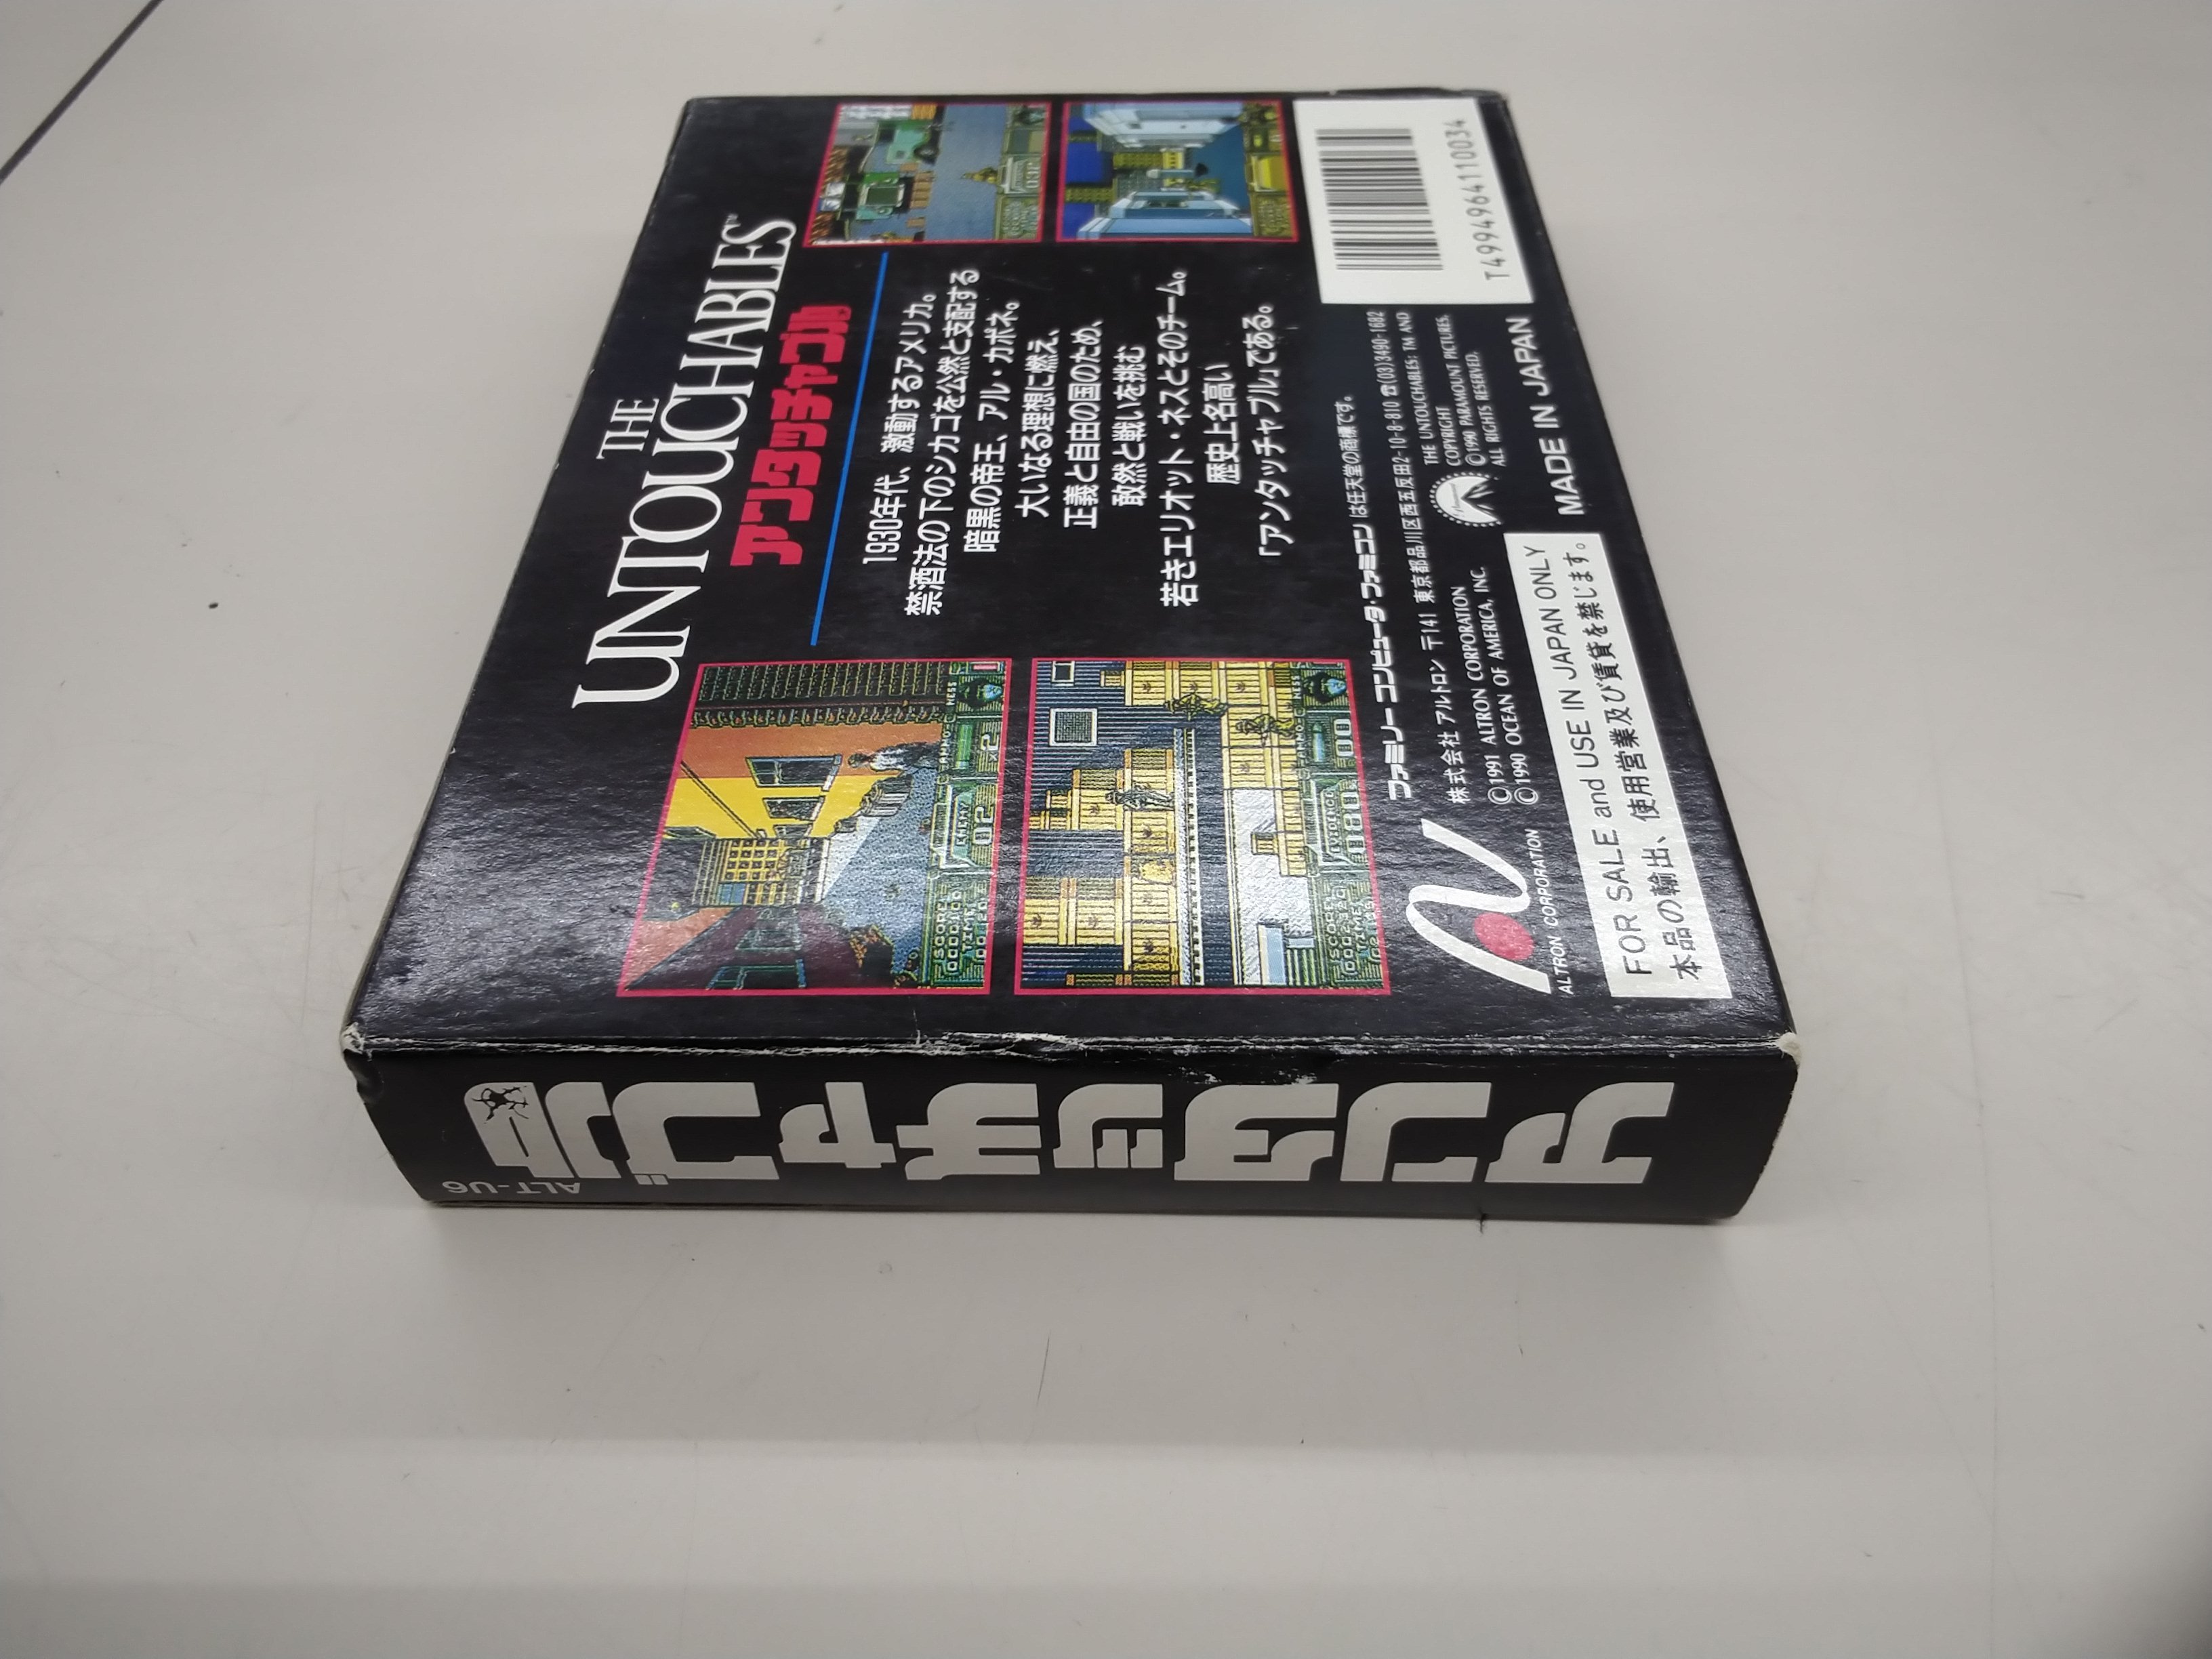 THE
UNTOUCHABLES™
アンタッチャブル
1930年代、激動するアメリカ。
禁酒法の下のシカゴを公然と支配する
暗黒の帝王、アル・カポネ。
大いなる理想に燃え、
正義と自由の国のため、
敢然と戦いを挑む
若きエリオット・ネスとそのチーム。
歴史上名高い
「アンタッチャブル」である。
ENEMY
02
x2
NESS
SCORE
TIME
EVIDENCE
NESS
SCORE
TIME
ファミリーコンピュータ・ファミコンは任天堂の商標です。
株式会社 アルトロン 〒141 東京都品川区西五反田2-10-8-810 ☎(03)3490-1682
©1991 ALTRON CORPORATION
©1990 OCEAN OF AMERICA, INC.
THE UNTOUCHABLES: TM AND
COPYRIGHT
©1990 PARAMOUNT PICTURES.
ALL RIGHTS RESERVED.
ALTRON CORPORATION
FOR SALE and USE IN JAPAN ONLY
本品の輸出、使用営業及び賃貸を禁じます。
MADE IN JAPAN
T4994964110034
アンタッチャブル
ALT-U6